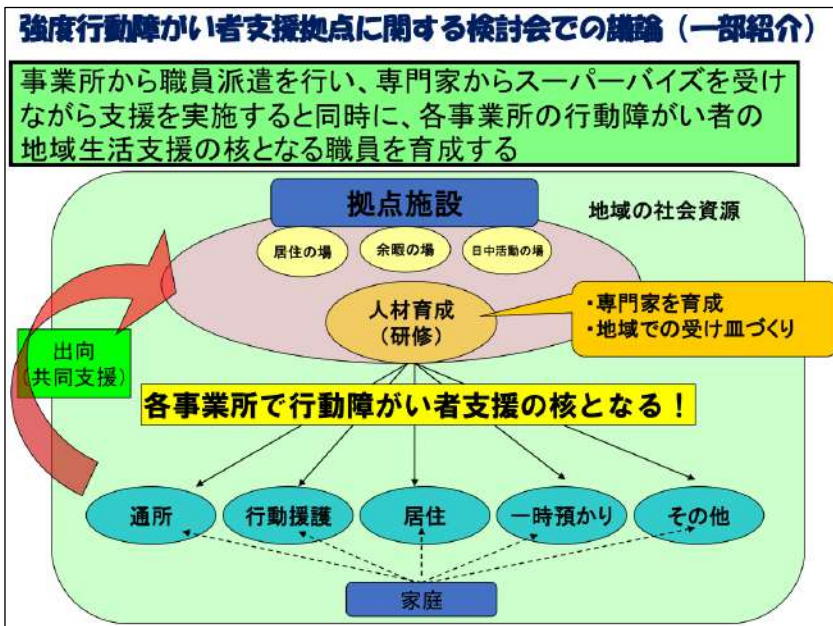 強度行動障がい者支援拠点に関する検討会での議論（一部紹介）
事業所から職員派遣を行い、専門家からスーパーバイズを受け
ながら支援を実施すると同時に、各事業所の行動障がい者の
地域生活支援の核となる職員を育成する
拠点施設
地域の社会資源
居住の場
余暇の場
日中活動の場
人材育成
（研修）
・専門家を育成
・地域での受け皿づくり
出向
（共同支援）
各事業所で行動障がい者支援の核となる！
通所
行動援護
居住
一時預かり
その他
家庭